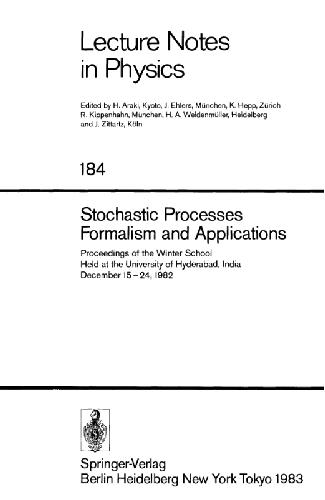 Lecture Notes
in Physics
Edited by H. Araki, Kyoto, J. Ehlers, München, K. Hepp, Zürich
R. Kippenhahn, München, H. A. Weidenmüller, Heidelberg
and J. Zittartz, Köln
184
Stochastic Processes
Formalism and Applications
Proceedings of the Winter School
Held at the University of Hyderabad, India
December 15 – 24, 1982
Springer-Verlag
Berlin Heidelberg New York Tokyo 1983